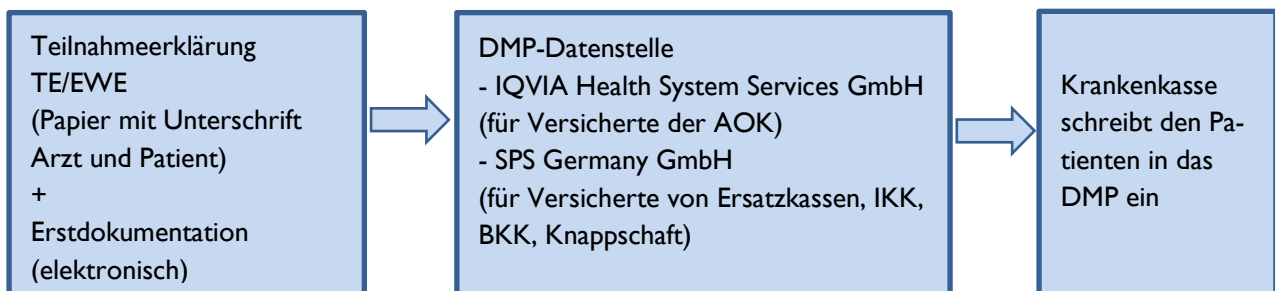 Teilnahmeerklärung
TE/EWE
(Papier mit Unterschrift
Arzt und Patient)
+
Erstdokumentation
(elektronisch)
DMP-Datenstelle
- IQVIA Health System Services GmbH
(für Versicherte der AOK)
- SPS Germany GmbH
(für Versicherte von Ersatzkassen, IKK,
BKK, Knappschaft)
Krankenkasse
schreibt den Pa-
tienten in das
DMP ein